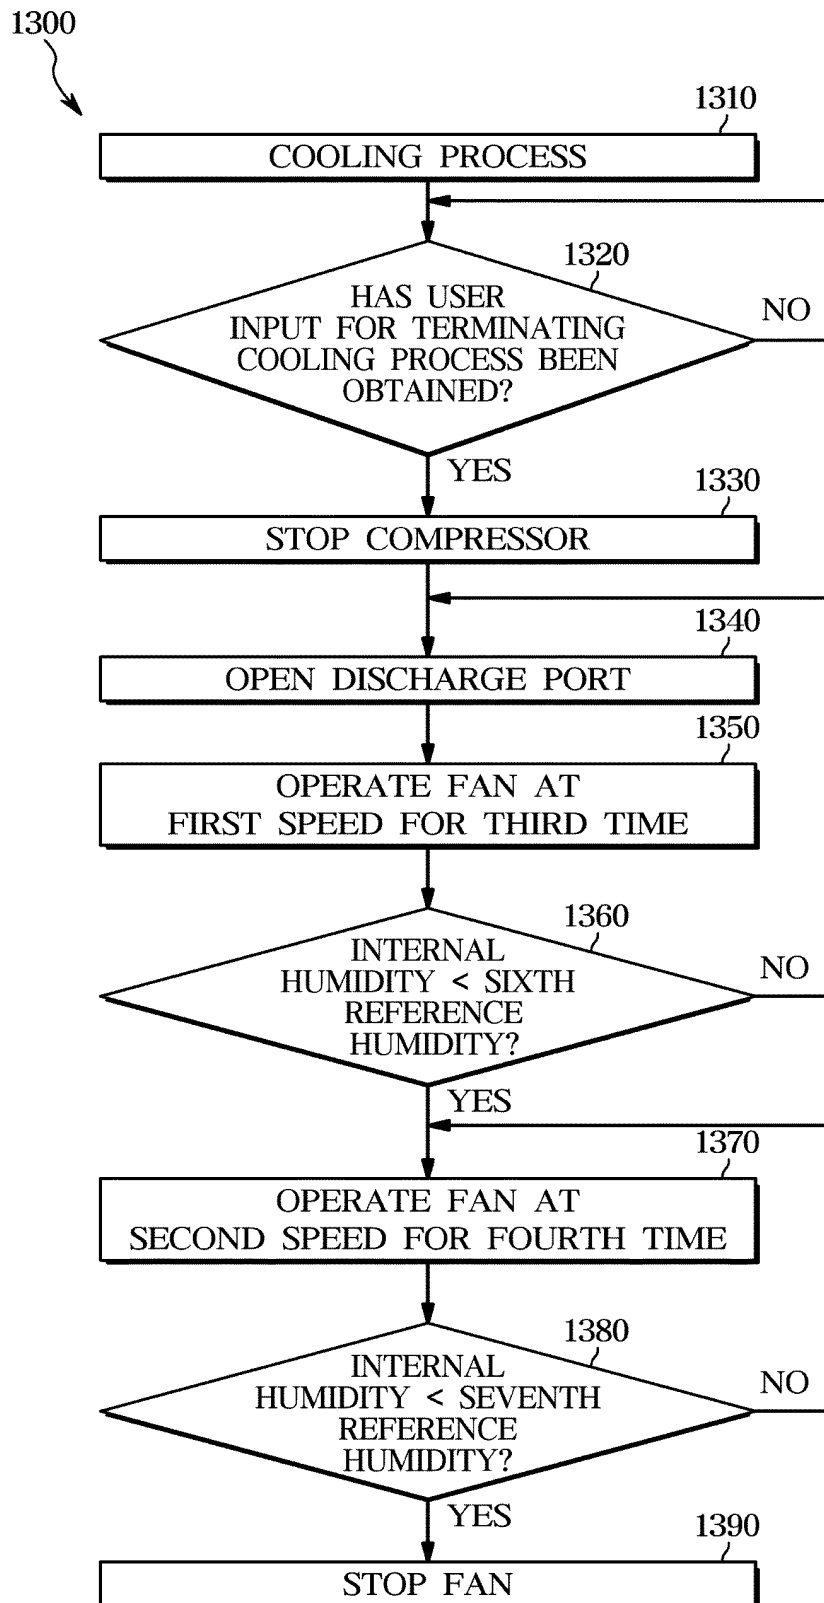 1300
1310
COOLING PROCESS
1320
HAS USER
INPUT FOR TERMINATING
COOLING PROCESS BEEN
OBTAINED?
NO
YES
1330
STOP COMPRESSOR
1340
OPEN DISCHARGE PORT
1350
OPERATE FAN AT
FIRST SPEED FOR THIRD TIME
1360
INTERNAL
HUMIDITY < SIXTH
REFERENCE
HUMIDITY?
NO
YES
1370
OPERATE FAN AT
SECOND SPEED FOR FOURTH TIME
1380
INTERNAL
HUMIDITY < SEVENTH
REFERENCE
HUMIDITY?
NO
YES
1390
STOP FAN